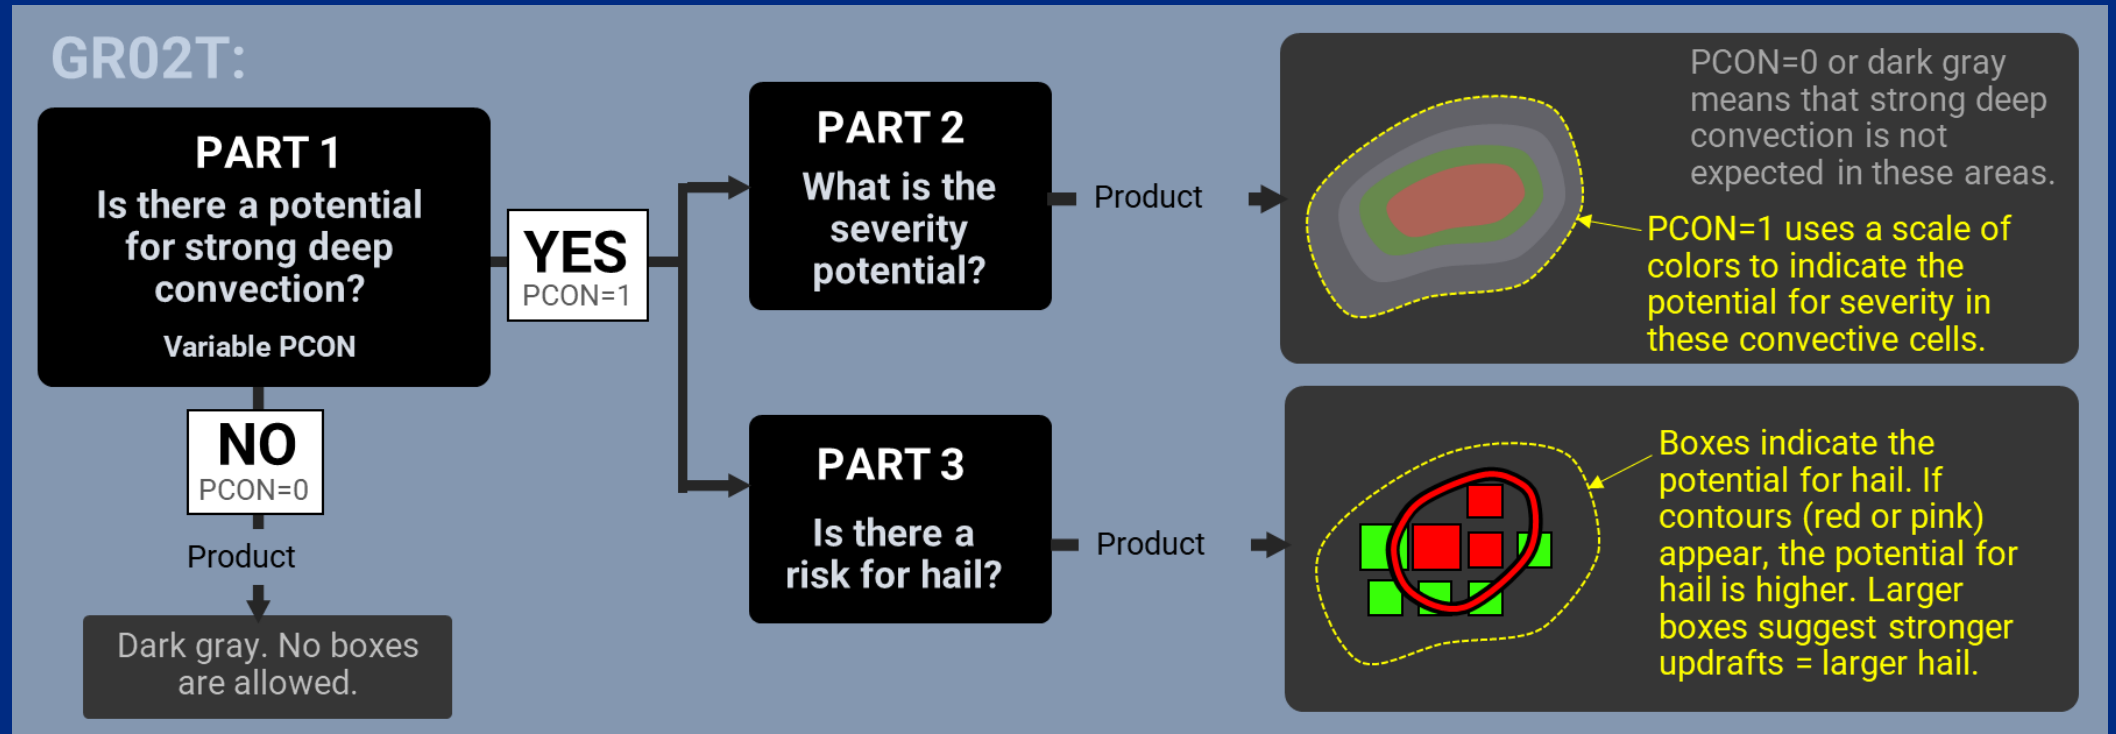 GR02T:
PART 1
Is there a potential
for strong deep
convection?
Variable PCON
YES
PCON=1
NO
PCON=0
Product
Dark gray. No boxes
are allowed.
PART 2
What is the
severity
potential?
Product
PCON=0 or dark gray
means that strong deep
convection is not
expected in these areas.
PCON=1 uses a scale of
colors to indicate the
potential for severity in
these convective cells.
PART 3
Is there a
risk for hail?
Product
Boxes indicate the
potential for hail. If
contours (red or pink)
appear, the potential for
hail is higher. Larger
boxes suggest stronger
updrafts = larger hail.